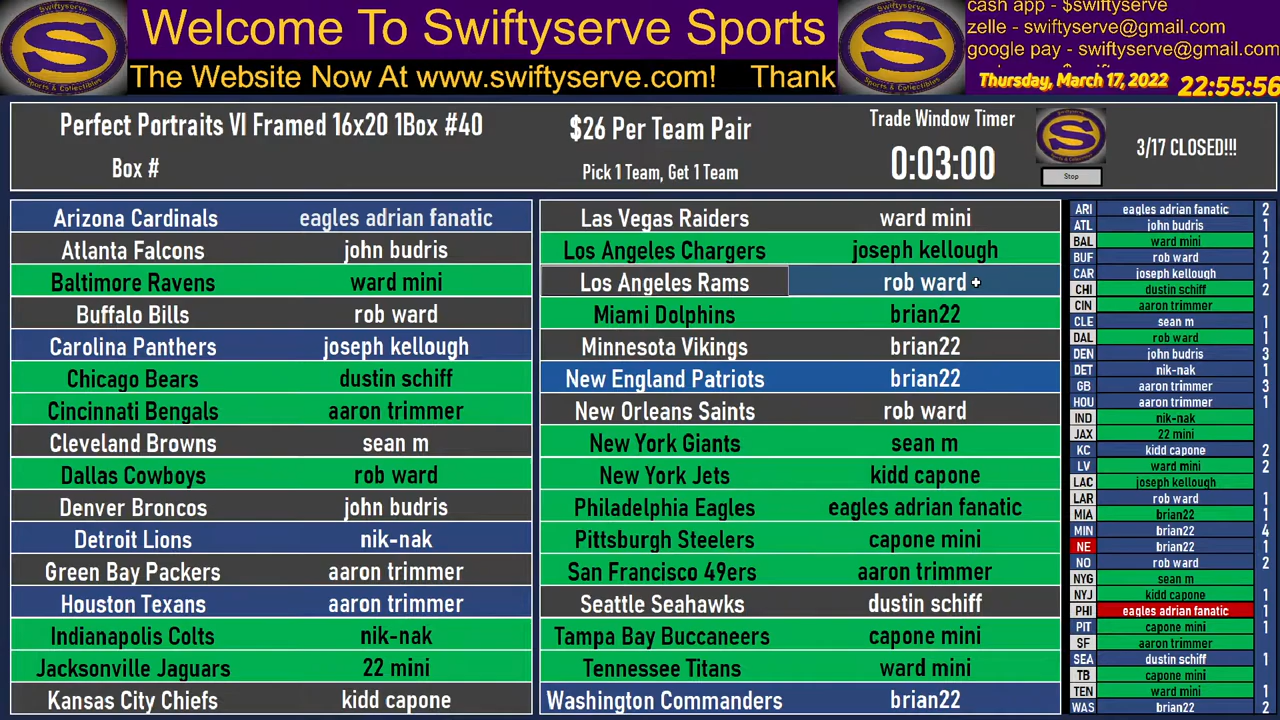 Welcome To Swiftyserve Sports
The Website Now At www.swiftyserve.com! Thank
cash app - $swiftyserve
zelle - swiftyserve@gmail.com
google pay - swiftyserve@gmail.com
Thursday, March 17, 2022 22:55:56
Perfect Portraits VI Framed 16x20 1Box #40
Box #
$26 Per Team Pair
Pick 1 Team, Get 1 Team
Trade Window Timer
0:03:00
Stop
3/17 CLOSED!!!
Arizona Cardinals eagles adrian fanatic
Atlanta Falcons john budris
Baltimore Ravens ward mini
Buffalo Bills rob ward
Carolina Panthers joseph kellough
Chicago Bears dustin schiff
Cincinnati Bengals aaron trimmer
Cleveland Browns sean m
Dallas Cowboys rob ward
Denver Broncos john budris
Detroit Lions nik-nak
Green Bay Packers aaron trimmer
Houston Texans aaron trimmer
Indianapolis Colts nik-nak
Jacksonville Jaguars 22 mini
Kansas City Chiefs kidd capone
Las Vegas Raiders ward mini
Los Angeles Chargers joseph kellough
Los Angeles Rams rob ward
Miami Dolphins brian22
Minnesota Vikings brian22
New England Patriots brian22
New Orleans Saints rob ward
New York Giants sean m
New York Jets kidd capone
Philadelphia Eagles eagles adrian fanatic
Pittsburgh Steelers capone mini
San Francisco 49ers aaron trimmer
Seattle Seahawks dustin schiff
Tampa Bay Buccaneers capone mini
Tennessee Titans ward mini
Washington Commanders brian22
ARI eagles adrian fanatic 2
ATL john budris 1
BAL ward mini 1
BUF rob ward 2
CAR joseph kellough 1
CHI dustin schiff 2
CIN aaron trimmer
CLE sean m 1
DAL rob ward 1
DEN john budris 3
DET nik-nak 1
GB aaron trimmer 3
HOU aaron trimmer 1
IND nik-nak
JAX 22 mini
KC kidd capone 2
LV ward mini 2
LAC joseph kellough
LAR rob ward 1
MIA brian22 1
MIN brian22 4
NE brian22 1
NO rob ward 2
NYG sean m
NYJ kidd capone 1
PHI eagles adrian fanatic 1
PIT capone mini 1
SF aaron trimmer
SEA dustin schiff 1
TB capone mini
TEN ward mini 1
WAS brian22 2